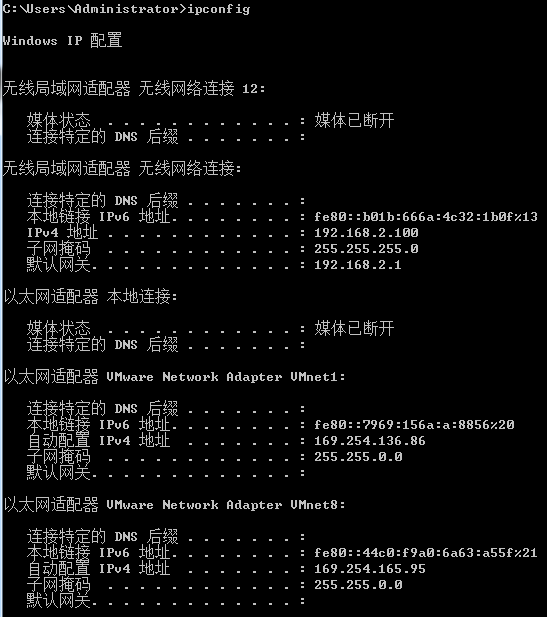 C:\Users\Administrator>ipconfig
Windows IP 配置
无线局域网适配器 无线网络连接 12:
媒体状态 . . . . . . . . . . . . : 媒体已断开
连接特定的 DNS 后缀 . . . . . . . :
无线局域网适配器 无线网络连接:
连接特定的 DNS 后缀 . . . . . . . :
本地链接 IPv6 地址. . . . . . . . : fe80::b01b:666a:4c32:1b0f%13
IPv4 地址 . . . . . . . . . . . . : 192.168.2.100
子网掩码 . . . . . . . . . . . . : 255.255.255.0
默认网关. . . . . . . . . . . . . : 192.168.2.1
以太网适配器 本地连接:
媒体状态 . . . . . . . . . . . . : 媒体已断开
连接特定的 DNS 后缀 . . . . . . . :
以太网适配器 VMware Network Adapter VMnet1:
连接特定的 DNS 后缀 . . . . . . . :
本地链接 IPv6 地址. . . . . . . . : fe80::7969:156a:a:8856%20
自动配置 IPv4 地址 . . . . . . . : 169.254.136.86
子网掩码 . . . . . . . . . . . . : 255.255.0.0
默认网关. . . . . . . . . . . . . :
以太网适配器 VMware Network Adapter VMnet8:
连接特定的 DNS 后缀 . . . . . . . :
本地链接 IPv6 地址. . . . . . . . : fe80::44c0:f9a0:6a63:a55f%21
自动配置 IPv4 地址 . . . . . . . : 169.254.165.95
子网掩码 . . . . . . . . . . . . : 255.255.0.0
默认网关. . . . . . . . . . . . . :